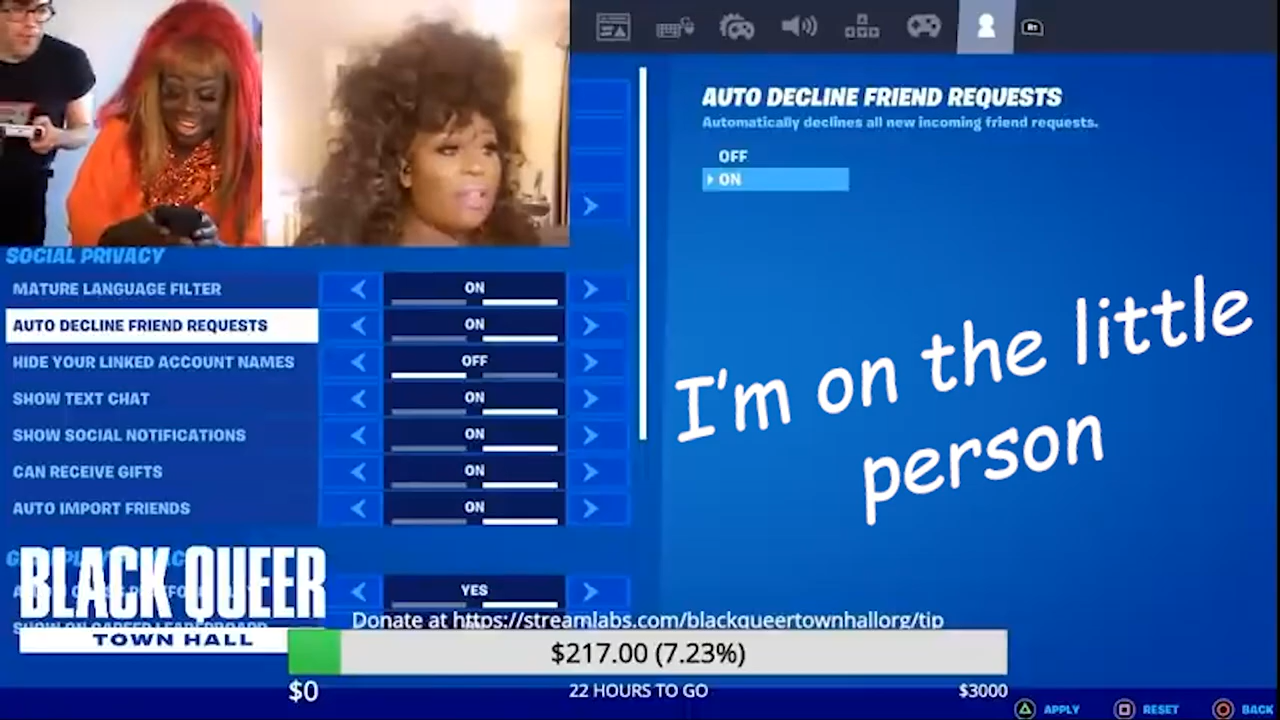 AUTO DECLINE FRIEND REQUESTS
Automatically declines all new incoming friend requests.
OFF
ON
SOCIAL PRIVACY
MATURE LANGUAGE FILTER ON
AUTO DECLINE FRIEND REQUESTS ON
HIDE YOUR LINKED ACCOUNT NAMES OFF
SHOW TEXT CHAT ON
SHOW SOCIAL NOTIFICATIONS ON
CAN RECEIVE GIFTS ON
AUTO IMPORT FRIENDS ON
I'm on the little
person
YES
BLACK QUEER
TOWN HALL
Donate at https://streamlabs.com/blackqueertownhallorg/tip
$217.00 (7.23%)
$0 22 HOURS TO GO $3000
APPLY RESET BACK